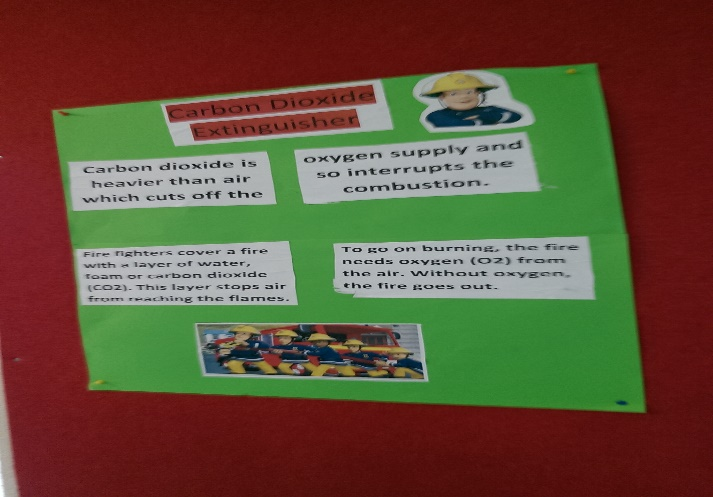 Carbon Dioxide
Extinguisher
Carbon dioxide is
heavier than air
which cuts off the
oxygen supply and
so interrupts the
combustion.
Fire fighters cover a fire
with a layer of water,
foam or carbon dioxide
(CO2). This layer stops air
from reaching the flames.
To go on burning, the fire
needs oxygen (O2) from
the air. Without oxygen,
the fire goes out.